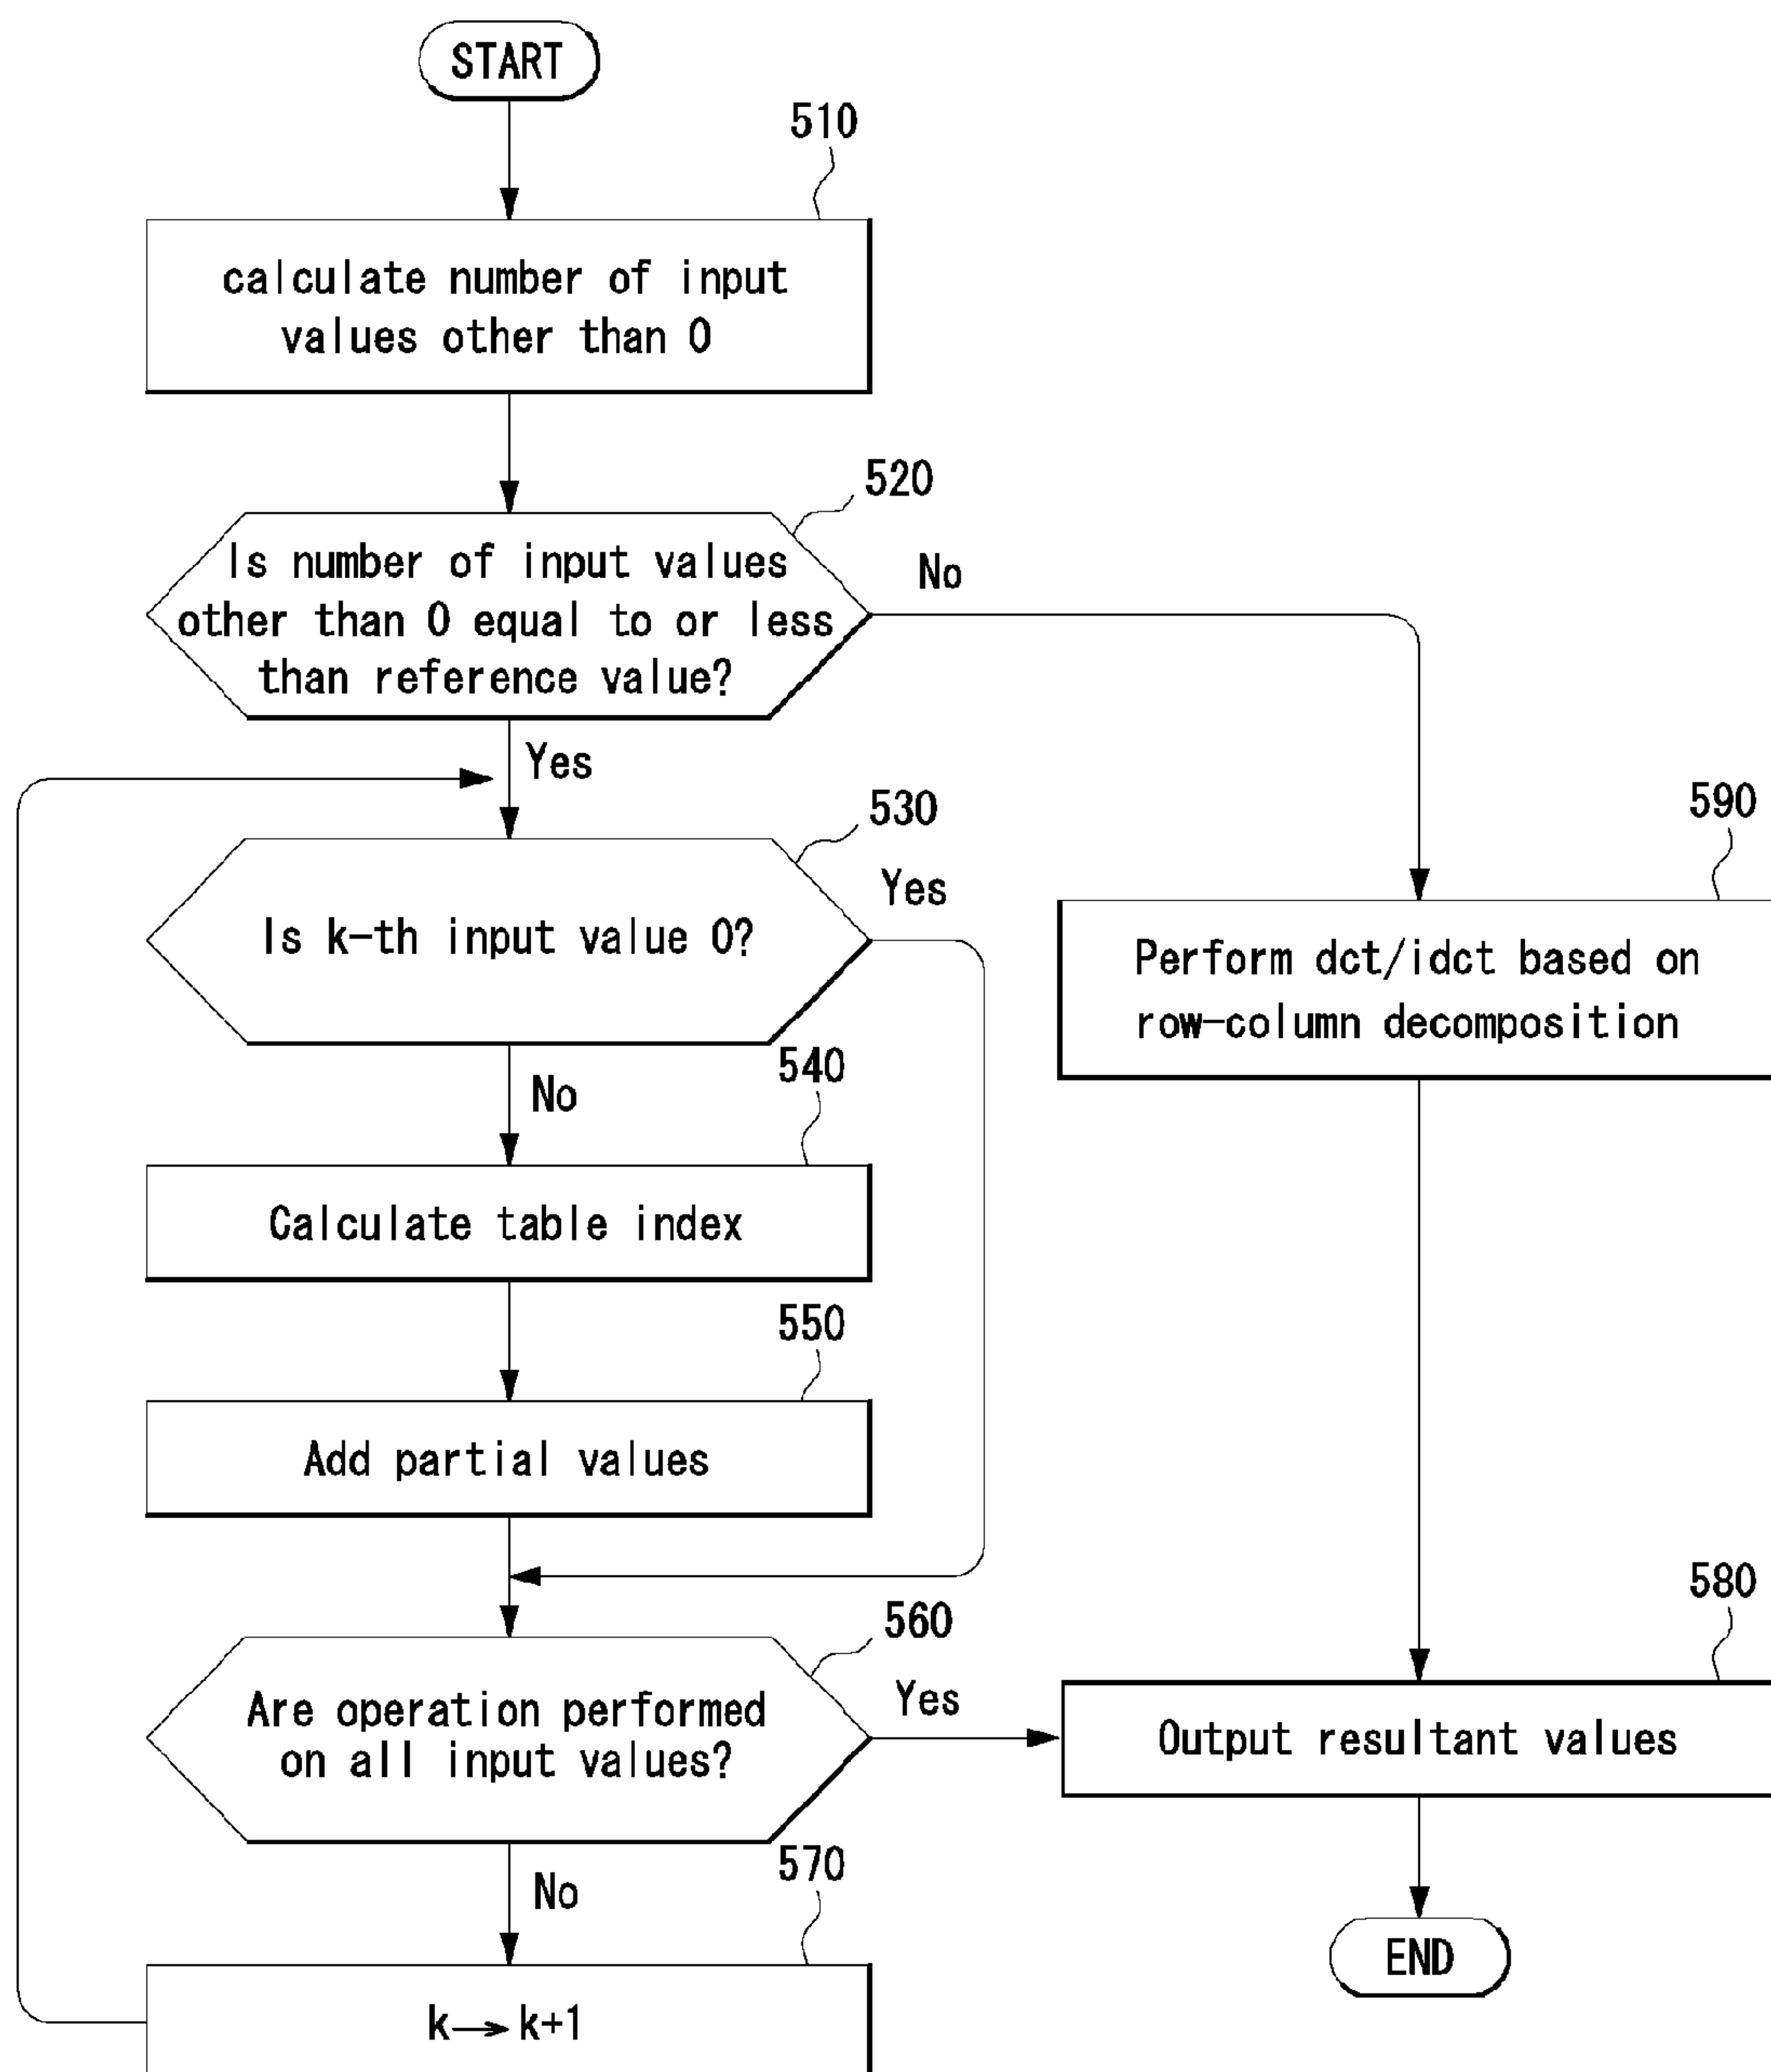 START
510
calculate number of input
values other than 0
520
Is number of input values
other than 0 equal to or less
than reference value?
No
Yes
530
Is k-th input value 0?
Yes
590
Perform dct/idct based on
row-column decomposition
No
540
Calculate table index
550
Add partial values
560
Are operation performed
on all input values?
Yes
580
Output resultant values
No
570
k→k+1
END